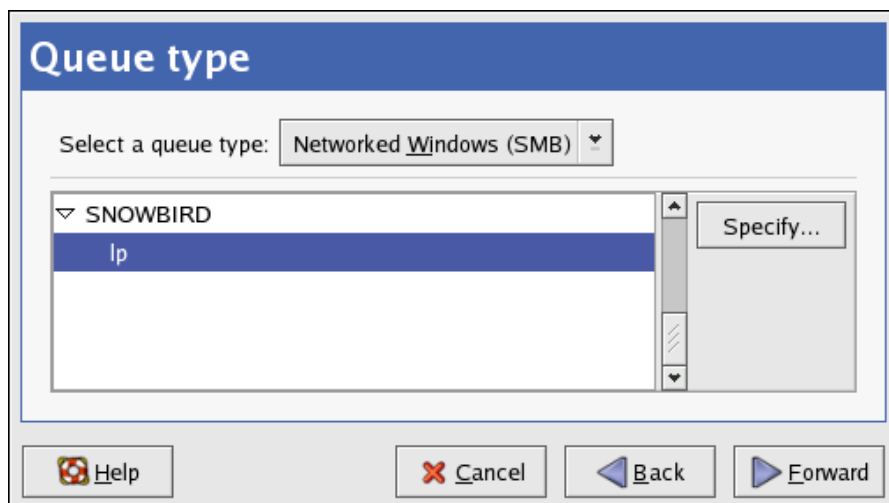 Queue type
Select a queue type: Networked Windows (SMB)
SNOWBIRD
lp
Specify...
Help
Cancel
Back
Forward